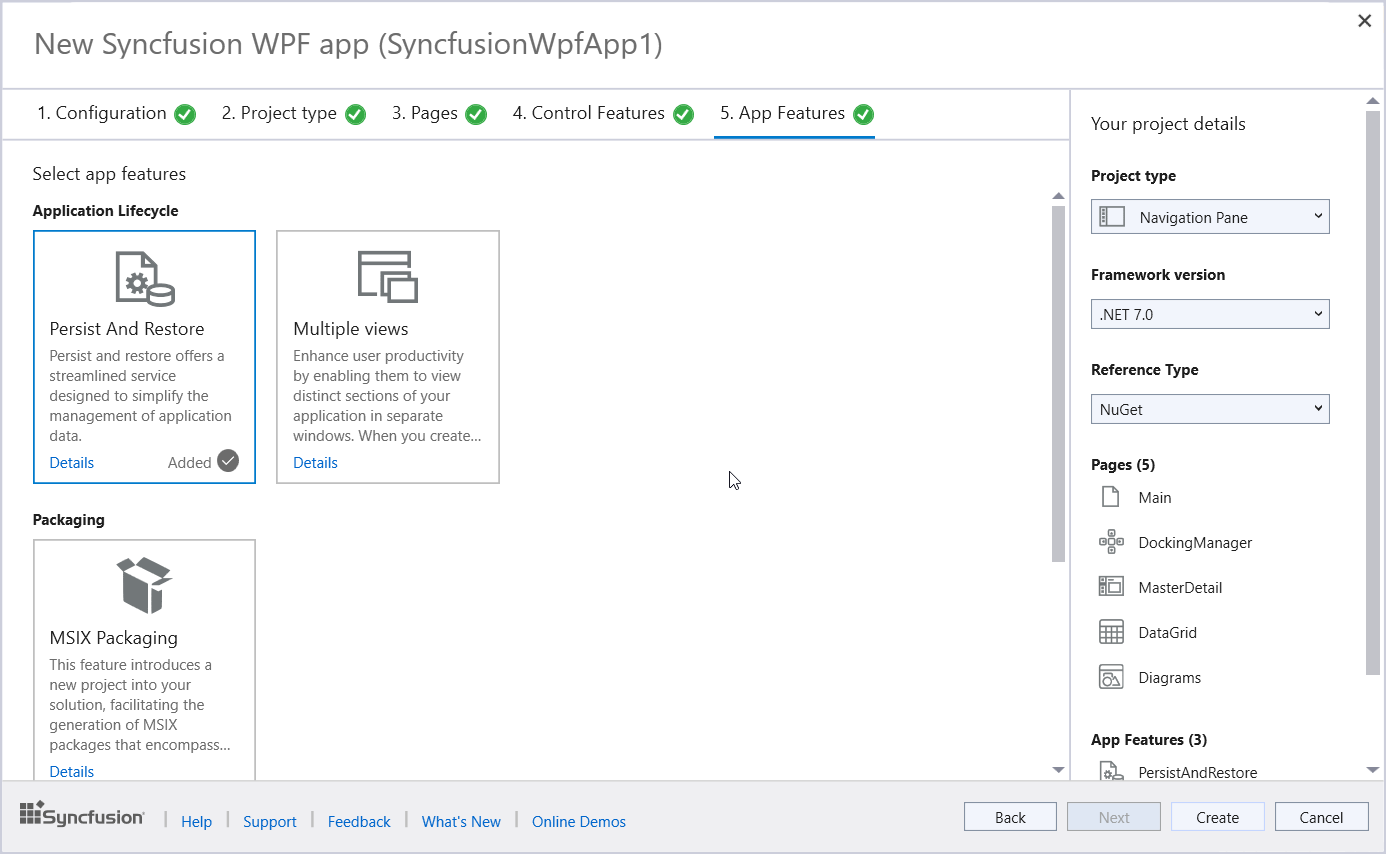 New Syncfusion WPF app (SyncfusionWpfApp1)
1. Configuration 2. Project type 3. Pages 4. Control Features 5. App Features
Select app features
Application Lifecycle
Persist And Restore
Persist and restore offers a
streamlined service
designed to simplify the
management of application
data.
Details Added
Multiple views
Enhance user productivity
by enabling them to view
distinct sections of your
application in separate
windows. When you create...
Details
Packaging
MSIX Packaging
This feature introduces a
new project into your
solution, facilitating the
generation of MSIX
packages that encompass...
Details
Your project details
Project type
Navigation Pane
Framework version
.NET 7.0
Reference Type
NuGet
Pages (5)
Main
DockingManager
MasterDetail
DataGrid
Diagrams
App Features (3)
PersistAndRestore
Syncfusion | Help | Support | Feedback | What's New | Online Demos
Back Next Create Cancel